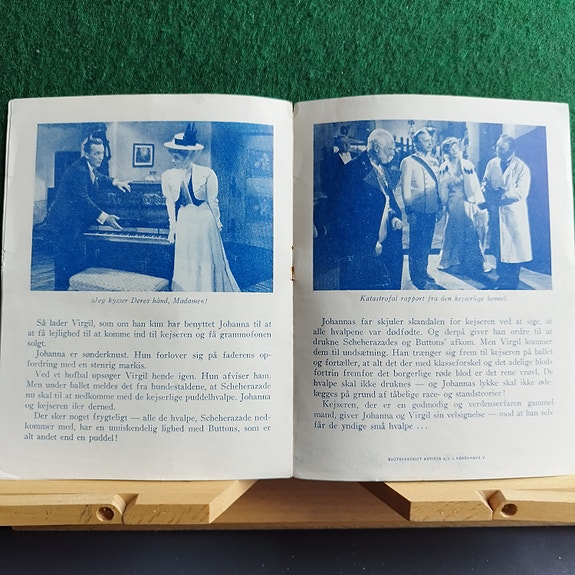 »Jeg kysser Deres hånd, Madame«!
Så lader Virgil, som om han kun har benyttet Johanna til at
at få lejlighed til at komme ind til kejseren og få grammofonen
solgt.
Johanna er sønderknust. Hun forlover sig på faderens op-
fordring med en stenrig markis.
Ved et hofbal opsøger Virgil hende igen. Hun afviser ham.
Men under ballet meldes det fra hundestaldene, at Scheherazade
nu skal til at nedkomme med de kejserlige puddelhvalpe. Johanna
og kejseren iler derned.
Der sker noget frygteligt — alle de hvalpe, Scheherazade ned-
kommer med, har en umiskendelig lighed med Buttons, som er
alt andet end en puddel!
Katastrofal rapport fra den kejserlige kennel
Johannas far skjuler skandalen for kejseren ved at sige, at
alle hvalpene var dødfødte. Og derpå giver han ordre til at
drukne Scheherezades og Buttons' afkom. Men Virgil kommer
dem til undsætning. Han trænger sig frem til kejseren på ballet
og fortæller, at alt det der med klasseforskel og det adelige blods
fortrin fremfor det borgerlige røde blod er det rene vrøvl. De
hvalpe skal ikke druknes — og Johannas lykke skal ikke øde-
lægges på grund af tåbelige race- og standsteorier!
Kejseren, der er en godmodig og verdenserfaren gammel
mand, giver Johanna og Virgil sin velsignelse — mod at han selv
får de yndige små hvalpe ...